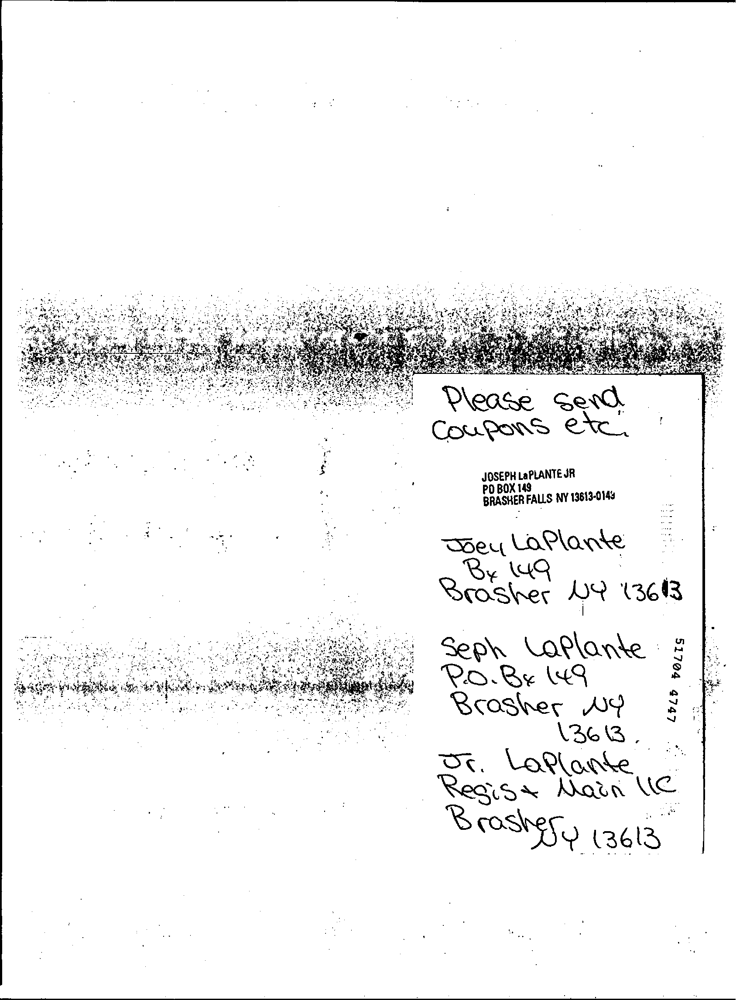 Please send
Coupons etc.
JOSEPH LaPLANTE JR
PO BOX 149
BRASHER FALLS NY 13613-0149
Joey LaPlante
Bx 149
Brasher NY 13613
Seph LaPlante
P.O. Bx 149
Brasher NY
13613.
Jr. LaPlante
Regis + Main 11C
Brasher
NY 13613
51704 4747